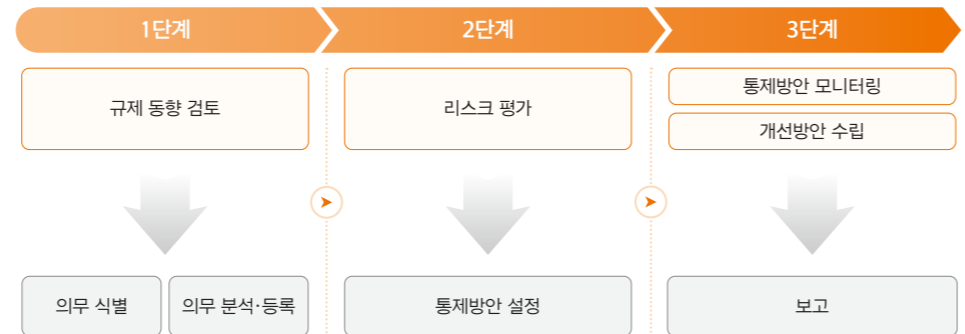 1단계
2단계
3단계
규제 동향 검토
리스크 평가
통제방안 모니터링
개선방안 수립
의무 식별
의무 분석·등록
통제방안 설정
보고